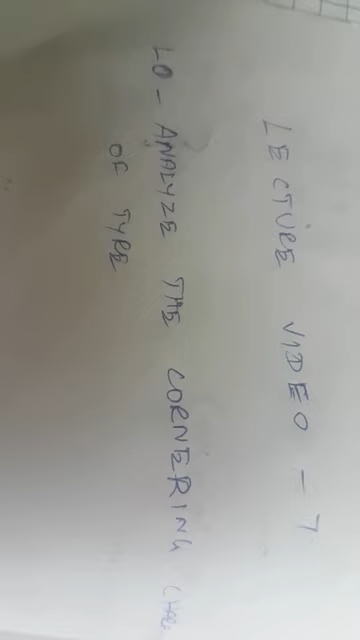 LECTURE VIDEO - 7
LO - ANALYZE THE CORNERING
OF TYRE